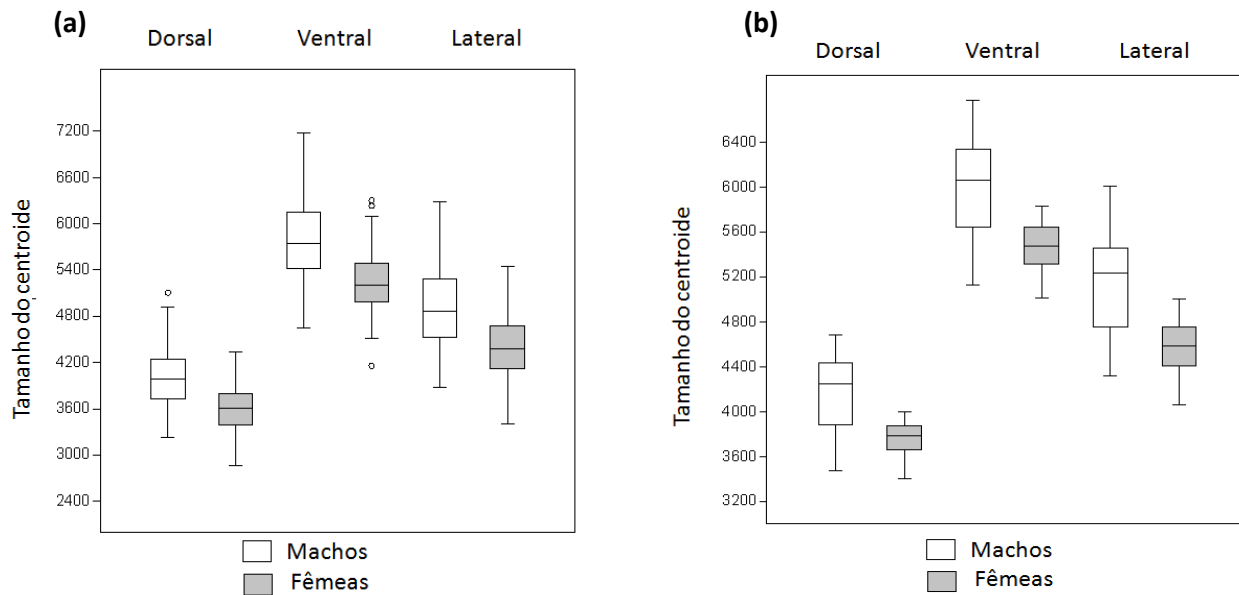 (a)
Dorsal Ventral Lateral
7200
6600
6000
5400
4800
4200
3600
3000
2400
Tamanho do centroide
Machos
Fêmeas
(b)
Dorsal Ventral Lateral
6400
6000
5600
5200
4800
4400
4000
3600
3200
Tamanho do centroide
Machos
Fêmeas